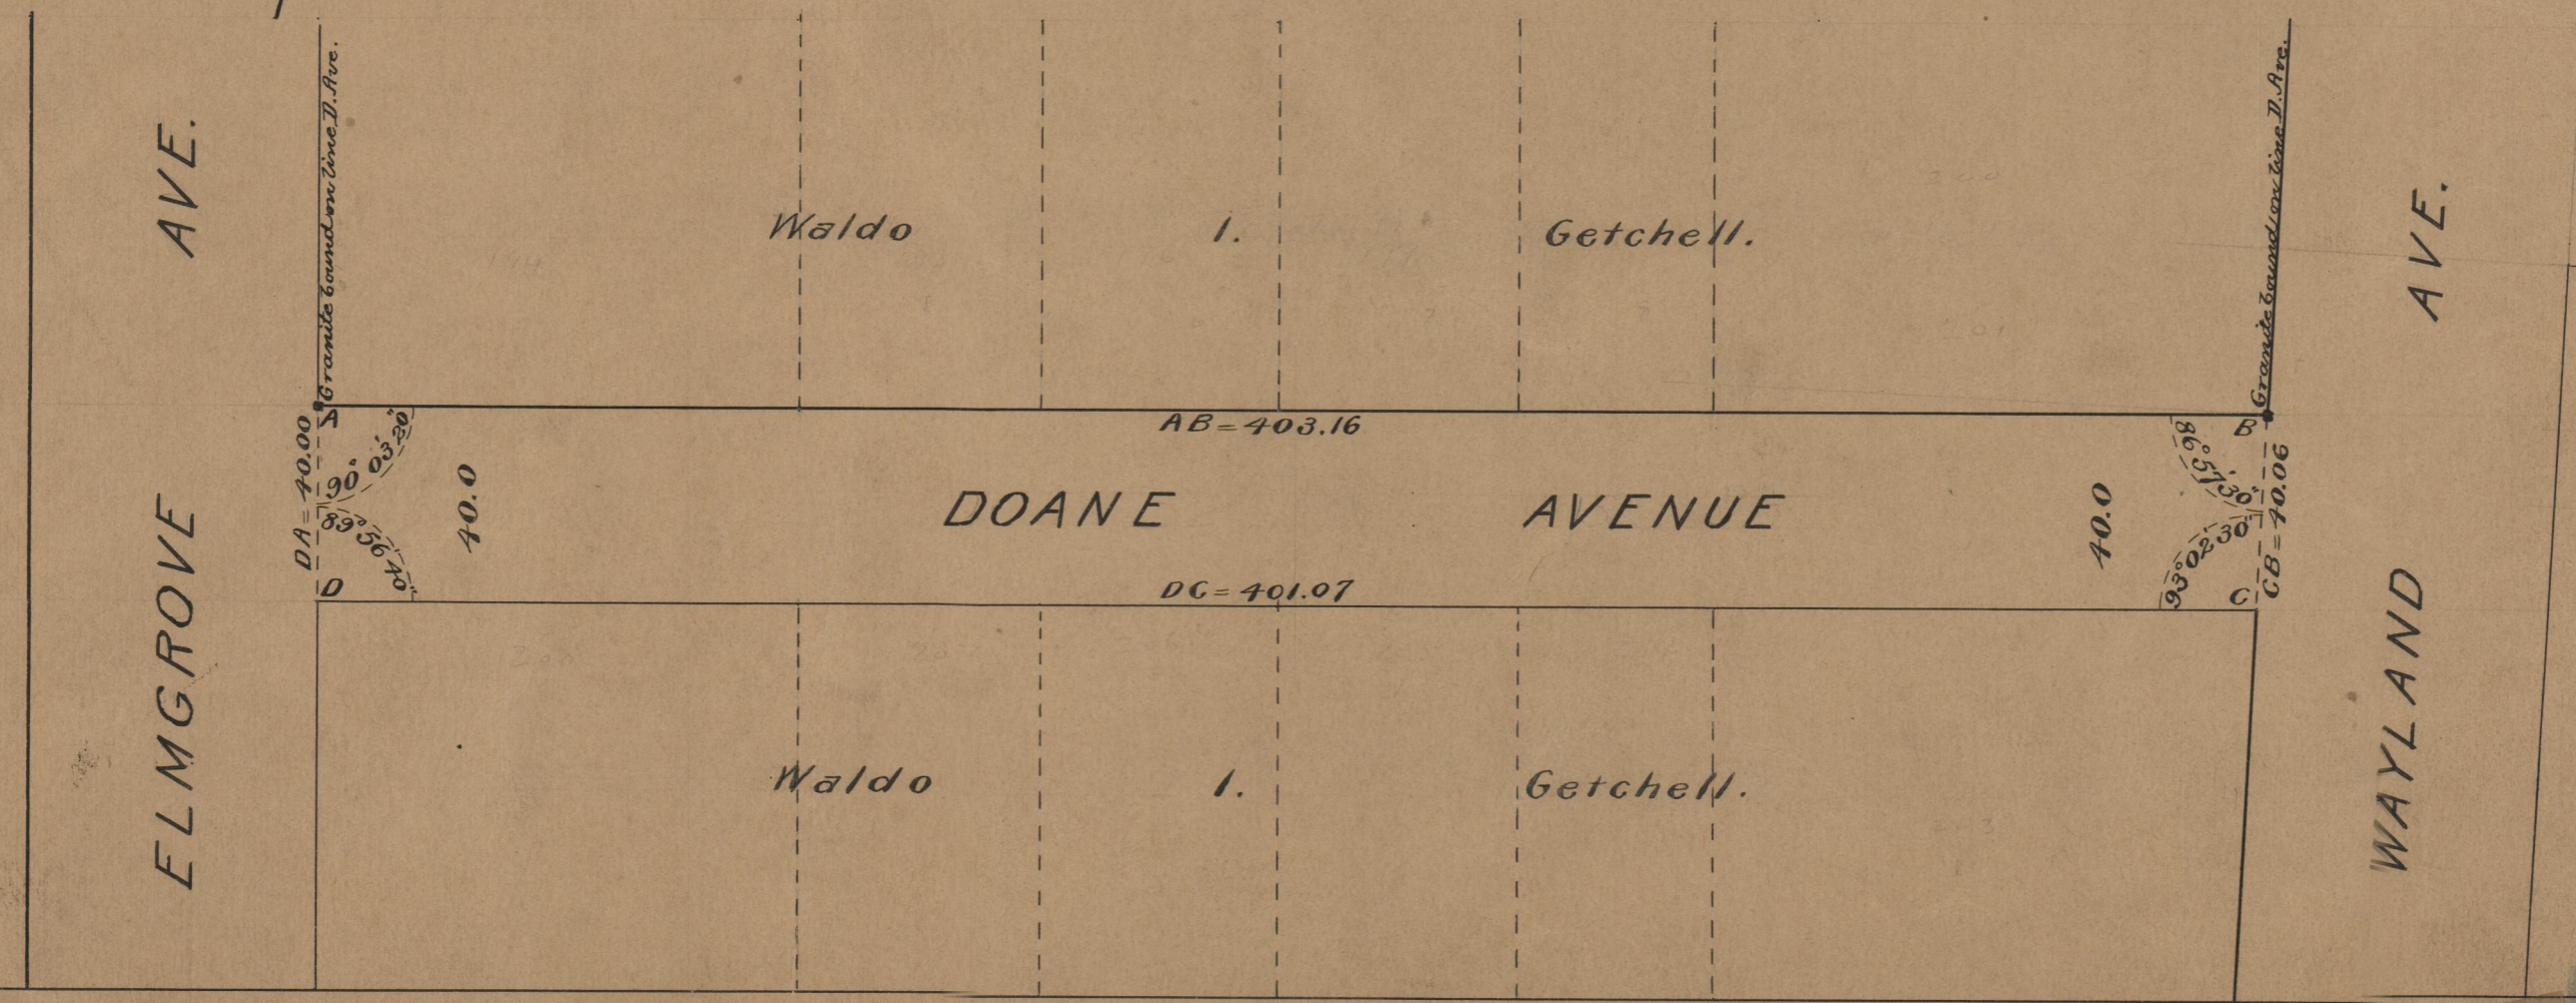 ELMGROVE AVE.
Granite bound on line D. Ave.
Waldo I. Getchell.
Granite bound on line D. Ave.
WAYLAND AVE.
A
AB = 403.16
B
DA = 40.00
90° 03' 20"
89° 56' 40"
40.0
DOANE AVENUE
40.0
86° 57' 30"
93° 02' 30"
CB = 40.06
D
DC = 401.07
C
Waldo I. Getchell.